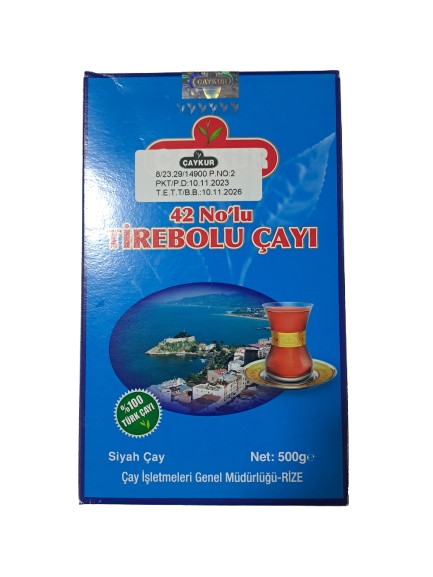 ÇAYKUR
ÇAYKUR
8/23.29/14900 P.NO:2
PKT/P.D:10.11.2023
T.E.T.T/B.B.:10.11.2026
42 No'lu
TİREBOLU ÇAYI
%100
TÜRK ÇAYI
Siyah Çay
Net: 500g℮
Çay İşletmeleri Genel Müdürlüğü-RİZE